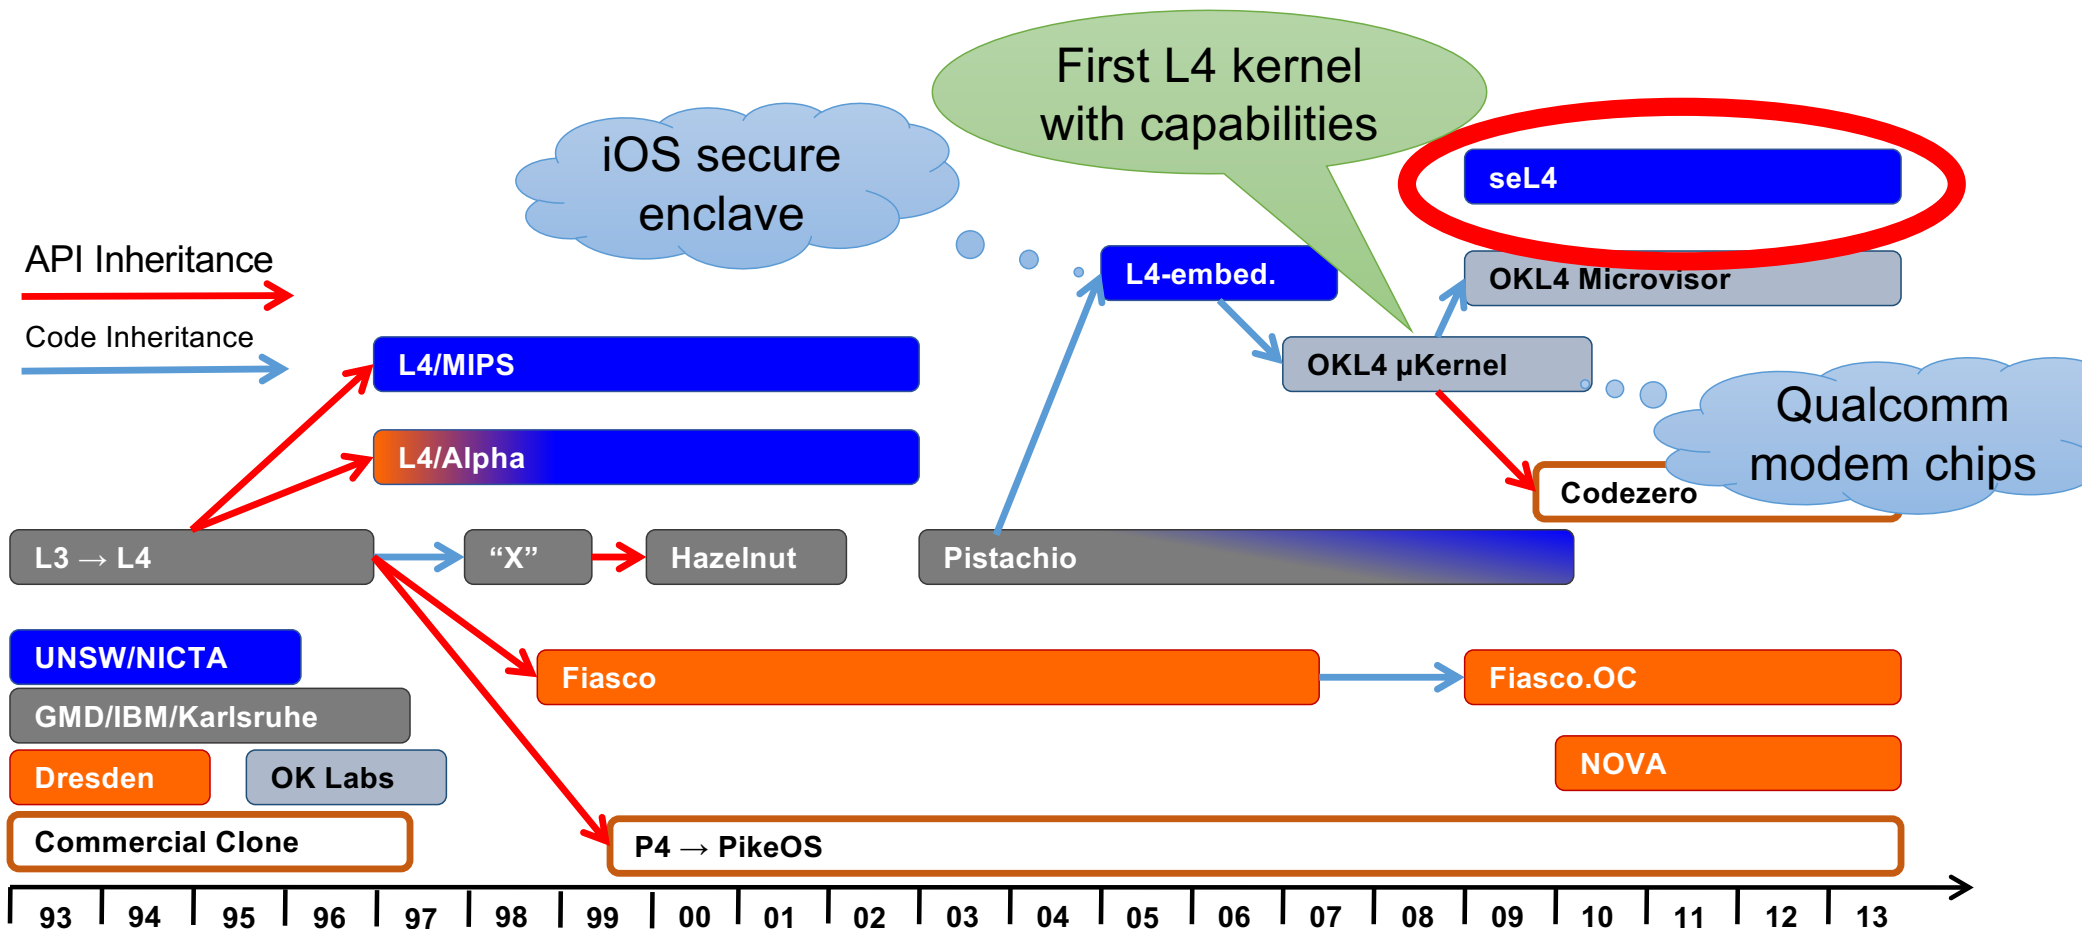 First L4 kernel
with capabilities
iOS secure
enclave
seL4
API Inheritance
L4-embed.
OKL4 Microvisor
Code Inheritance
L4/MIPS
OKL4 µKernel
Qualcomm
modem chips
L4/Alpha
Codezero
L3 → L4
“X”
Hazelnut
Pistachio
UNSW/NICTA
Fiasco
Fiasco.OC
GMD/IBM/Karlsruhe
Dresden
OK Labs
NOVA
Commercial Clone
P4 → PikeOS
93 94 95 96 97 98 99 00 01 02 03 04 05 06 07 08 09 10 11 12 13